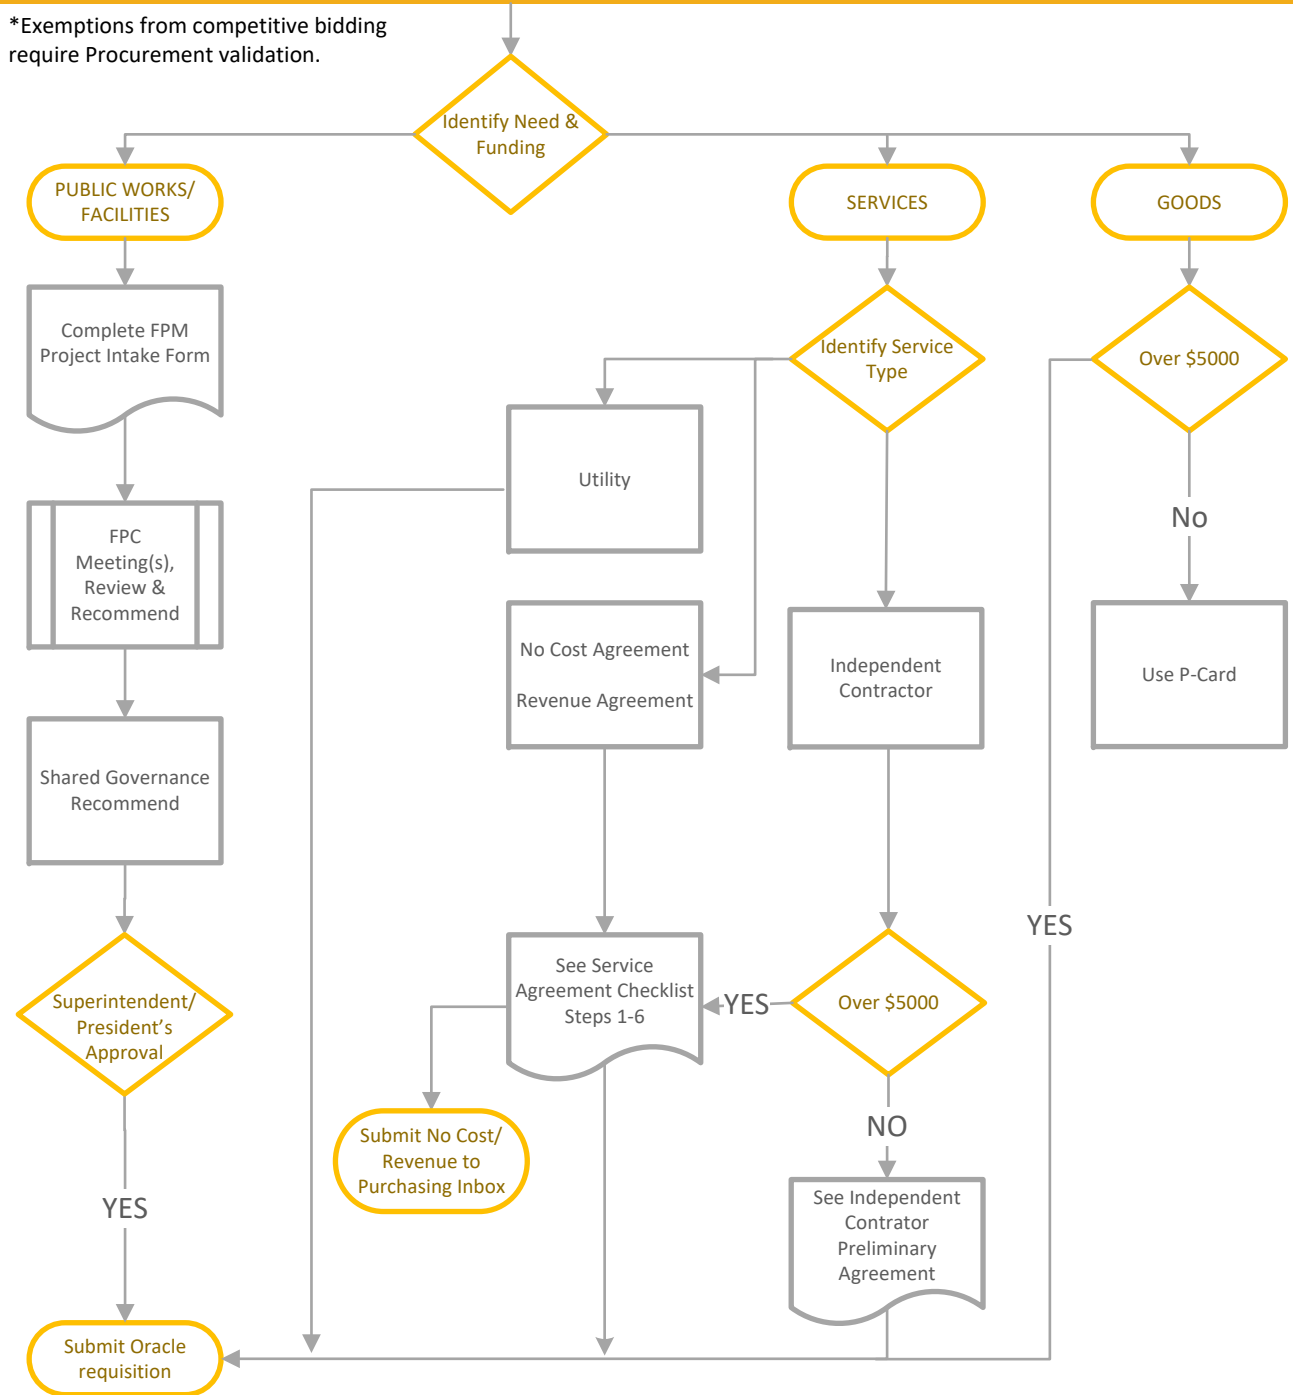 *Exemptions from competitive bidding
require Procurement validation.
Identify Need &
Funding
PUBLIC WORKS/
FACILITIES
SERVICES
GOODS
Complete FPM
Project Intake Form
Identify Service
Type
Over $5000
Utility
No
FPC
Meeting(s),
Review &
Recommend
No Cost Agreement
Revenue Agreement
Independent
Contractor
Use P-Card
Shared Governance
Recommend
YES
See Service
Agreement Checklist
Steps 1-6
YES
Over $5000
Superintendent/
President’s
Approval
NO
Submit No Cost/
Revenue to
Purchasing Inbox
YES
See Independent
Contrator
Preliminary
Agreement
Submit Oracle
requisition